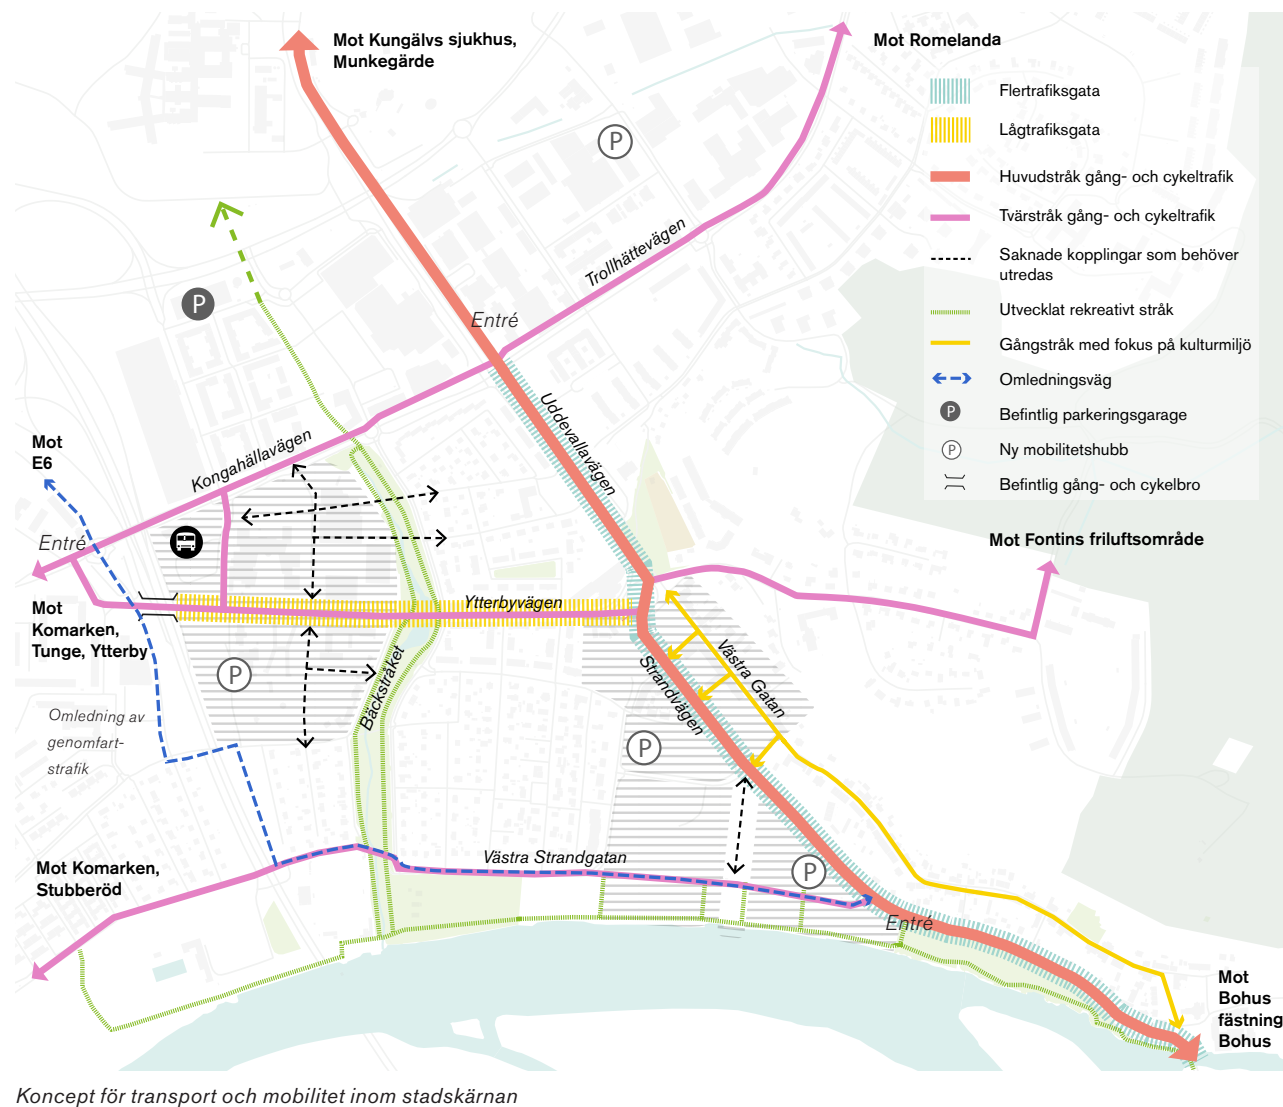 Mot Kungälvs sjukhus,
Munkegärde
Mot Romelanda
Flertrafiksgata
Lågtrafiksgata
Huvudstråk gång- och cykeltrafik
Tvärstråk gång- och cykeltrafik
Saknade kopplingar som behöver
utredas
Utvecklat rekreativt stråk
Gångstråk med fokus på kulturmiljö
Omledningsväg
P
Befintlig parkeringsgarage
P
Ny mobilitetshubb
Befintlig gång- och cykelbro
P
Trollhättevägen
P
Entré
Uddevallavägen
Mot
E6
Kongahällavägen
Entré
Mot Fontins friluftsområde
Mot
Komarken,
Tunge, Ytterby
Ytterbyvägen
P
Bäckstråket
Västra Gatan
Strandvägen
Omledning av
genomfart-
strafik
P
Mot Komarken,
Stubberöd
Västra Strandgatan
P
Entré
Mot
Bohus
fästning
Bohus
Koncept för transport och mobilitet inom stadskärnan